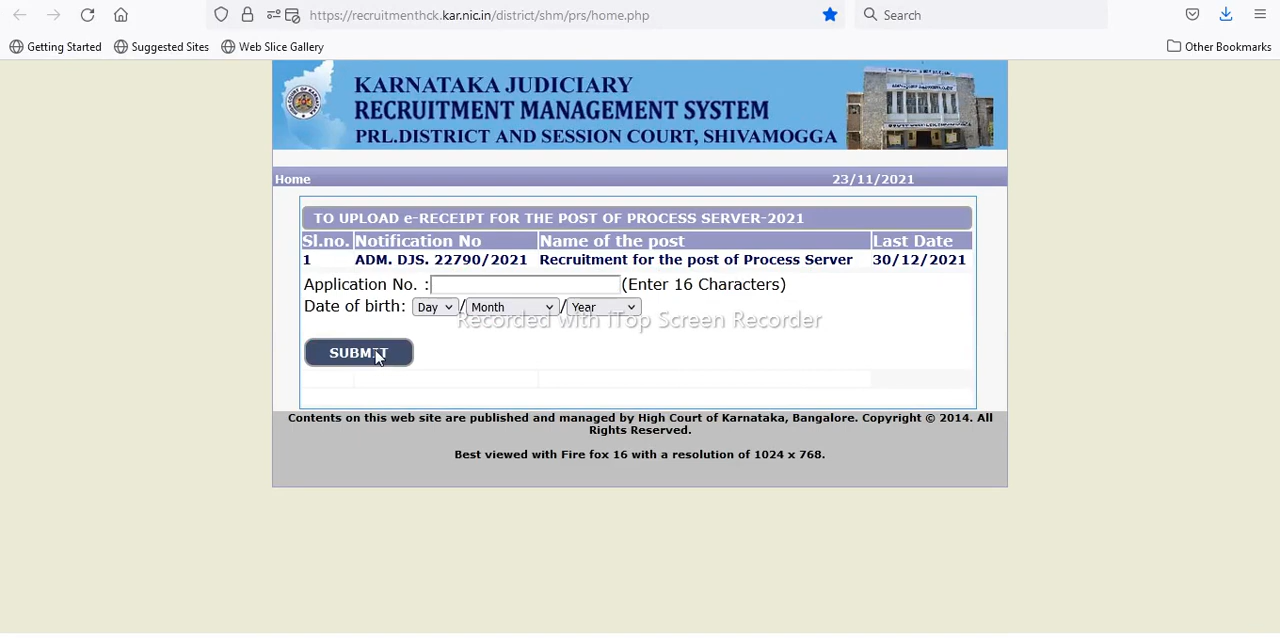 https://recruitmenthck.kar.nic.in/district/shm/prs/home.php
Search
Getting Started Suggested Sites Web Slice Gallery Other Bookmarks
KARNATAKA JUDICIARY
RECRUITMENT MANAGEMENT SYSTEM
PRL.DISTRICT AND SESSION COURT, SHIVAMOGGA
Home 23/11/2021
TO UPLOAD e-RECEIPT FOR THE POST OF PROCESS SERVER-2021
Sl.no. Notification No Name of the post Last Date
1 ADM. DJS. 22790/2021 Recruitment for the post of Process Server 30/12/2021
Application No. : (Enter 16 Characters)
Date of birth: Day / Month / Year
Recorded with iTop Screen Recorder
SUBMIT
Contents on this web site are published and managed by High Court of Karnataka, Bangalore. Copyright © 2014. All
Rights Reserved.
Best viewed with Fire fox 16 with a resolution of 1024 x 768.